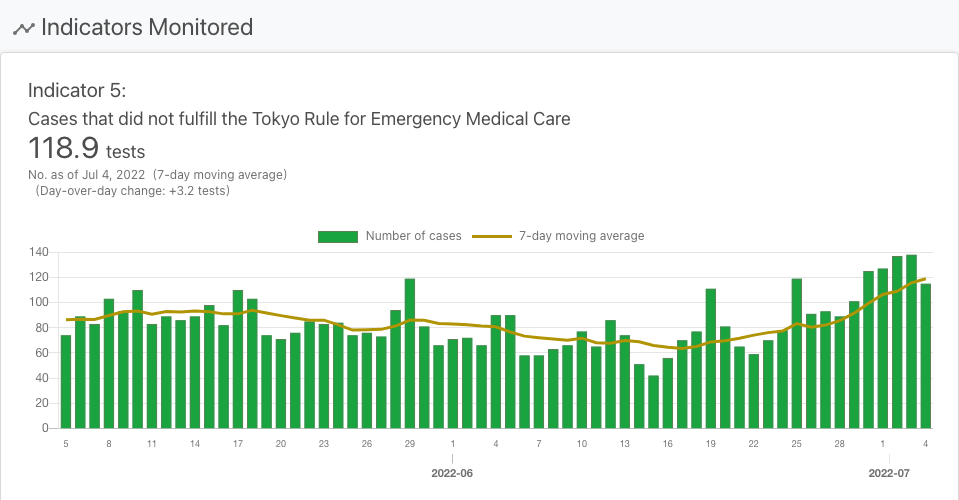 Indicators Monitored
Indicator 5:
Cases that did not fulfill the Tokyo Rule for Emergency Medical Care
118.9 tests
No. as of Jul 4, 2022 (7-day moving average)
(Day-over-day change: +3.2 tests)
Number of cases 7-day moving average
140
120
100
80
60
40
20
0
5 8 11 14 17 20 23 26 29 1 4 7 10 13 16 19 22 25 28 1 4
2022-06 2022-07